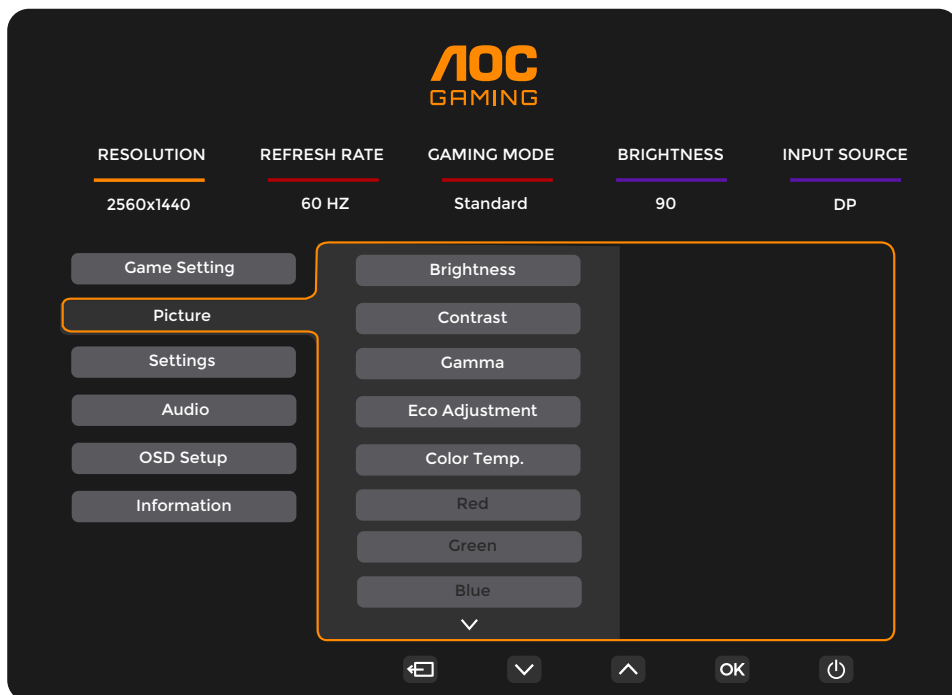 AOC
GAMING
RESOLUTION REFRESH RATE GAMING MODE BRIGHTNESS INPUT SOURCE
2560x1440 60 HZ Standard 90 DP
Game Setting
Picture
Settings
Audio
OSD Setup
Information
Brightness
Contrast
Gamma
Eco Adjustment
Color Temp.
Red
Green
Blue
OK